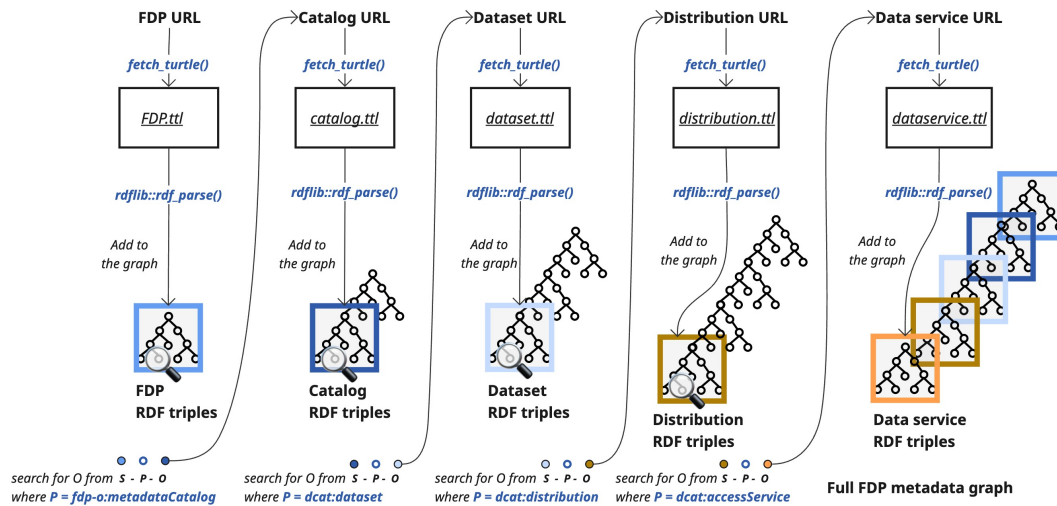 FDP URL
fetch_turtle()
FDP.ttl
rdflib::rdf_parse()
Add to
the graph
FDP
RDF triples
search for O from S - P - O
where P = fdp-o:metadataCatalog
Catalog URL
fetch_turtle()
catalog.ttl
rdflib::rdf_parse()
Add to
the graph
Catalog
RDF triples
search for O from S - P - O
where P = dcat:dataset
Dataset URL
fetch_turtle()
dataset.ttl
rdflib::rdf_parse()
Add to
the graph
Dataset
RDF triples
search for O from S - P - O
where P = dcat:distribution
Distribution URL
fetch_turtle()
distribution.ttl
rdflib::rdf_parse()
Add to
the graph
Distribution
RDF triples
search for O from S - P - O
where P = dcat:accessService
Data service URL
fetch_turtle()
dataservice.ttl
rdflib::rdf_parse()
Add to
the graph
Data service
RDF triples
Full FDP metadata graph